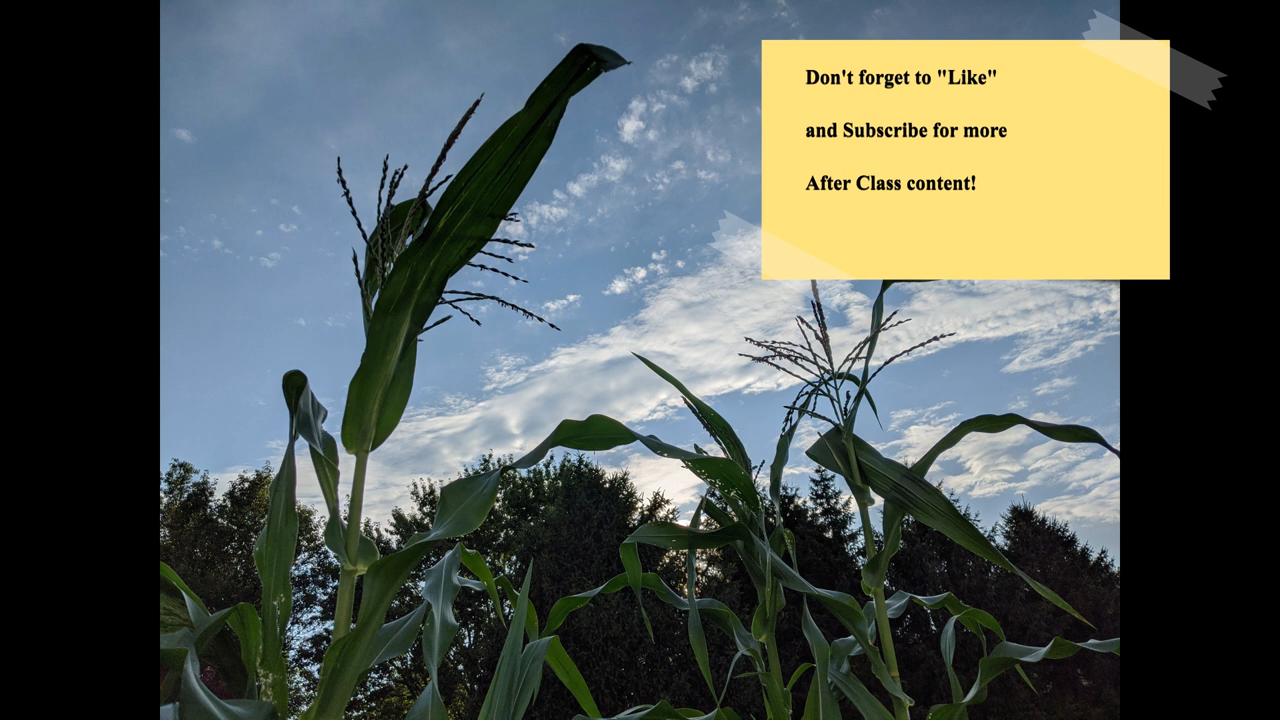 Don't forget to "Like"
and Subscribe for more
After Class content!